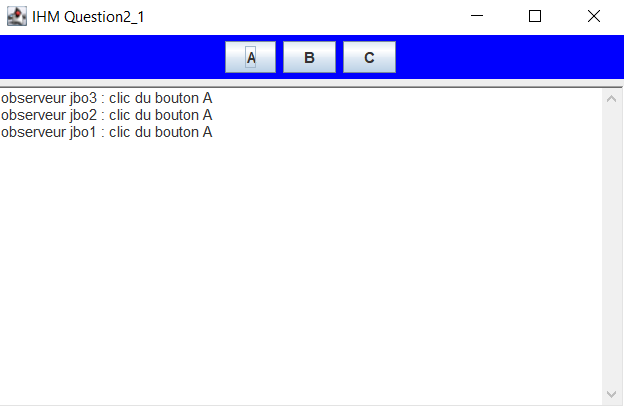 IHM Question2_1
A B C
observeur jbo3 : clic du bouton A
observeur jbo2 : clic du bouton A
observeur jbo1 : clic du bouton A